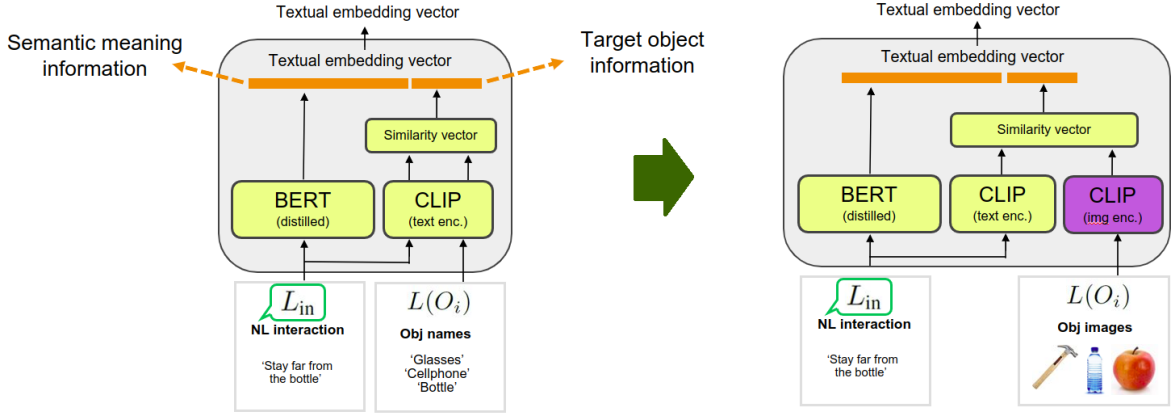 Textual embedding vector
Semantic meaning
information
Textual embedding vector
Target object
information
Similarity vector
BERT
(distilled)
CLIP
(text enc.)
L_in
NL interaction
'Stay far from
the bottle'
L(O_i)
Obj names
'Glasses'
'Cellphone'
'Bottle'
Textual embedding vector
Textual embedding vector
Similarity vector
BERT
(distilled)
CLIP
(text enc.)
CLIP
(img enc.)
L_in
NL interaction
'Stay far from
the bottle'
L(O_i)
Obj images